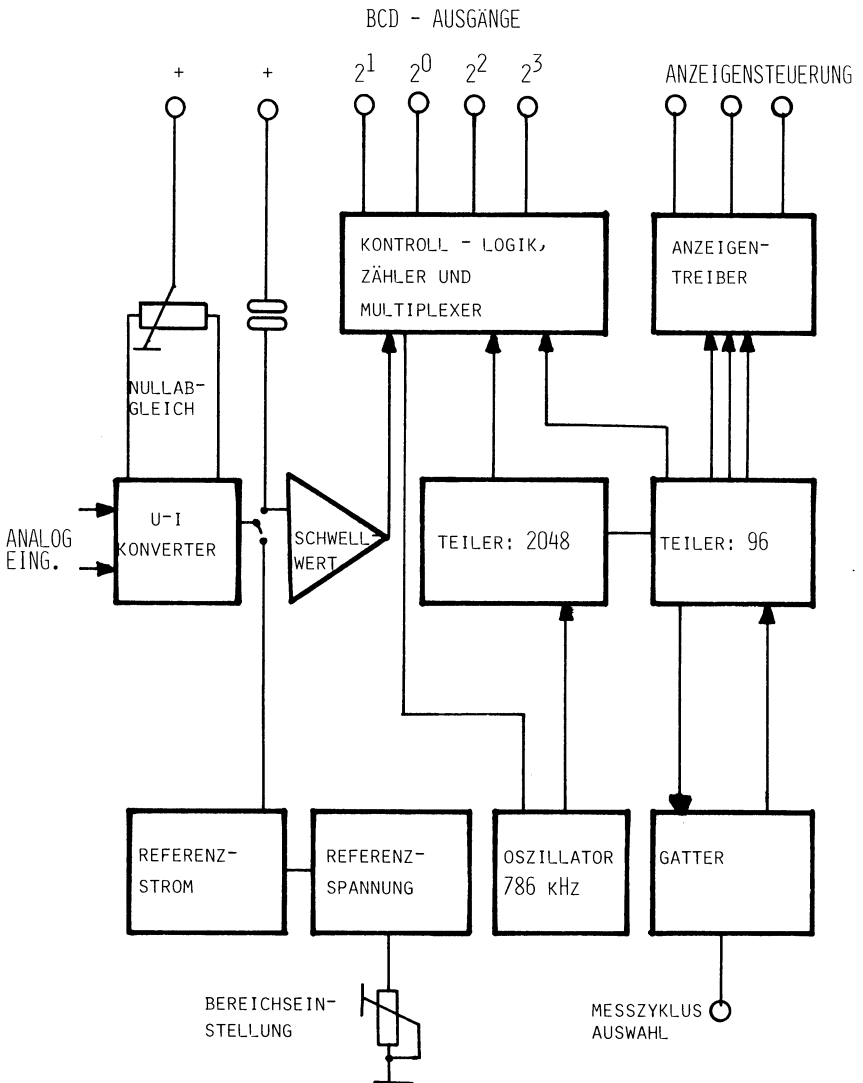 BCD - AUSGÄNGE
+ + 2¹ 2⁰ 2² 2³ ANZEIGENSTEUERUNG
KONTROLL - LOGIK,
ZÄHLER UND
MULTIPLEXER
ANZEIGEN-
TREIBER
NULLAB-
GLEICH
ANALOG
EING.
U-I
KONVERTER
SCHWELL-
WERT
TEILER: 2048
TEILER: 96
REFERENZ-
STROM
REFERENZ-
SPANNUNG
OSZILLATOR
786 KHZ
GATTER
BEREICHSEIN-
STELLUNG
MESSZYKLUS
AUSWAHL